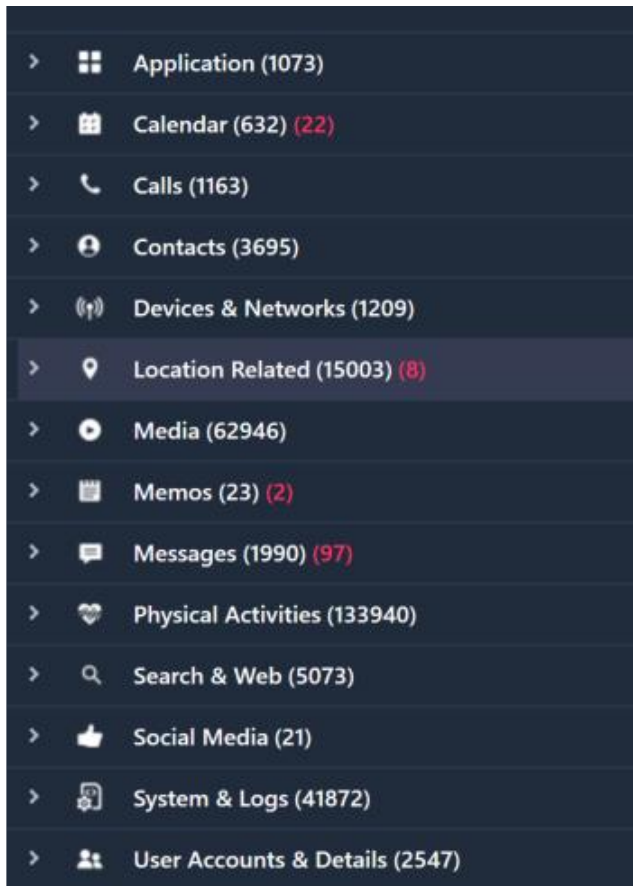 Application (1073)
Calendar (632) (22)
Calls (1163)
Contacts (3695)
Devices & Networks (1209)
Location Related (15003) (8)
Media (62946)
Memos (23) (2)
Messages (1990) (97)
Physical Activities (133940)
Search & Web (5073)
Social Media (21)
System & Logs (41872)
User Accounts & Details (2547)